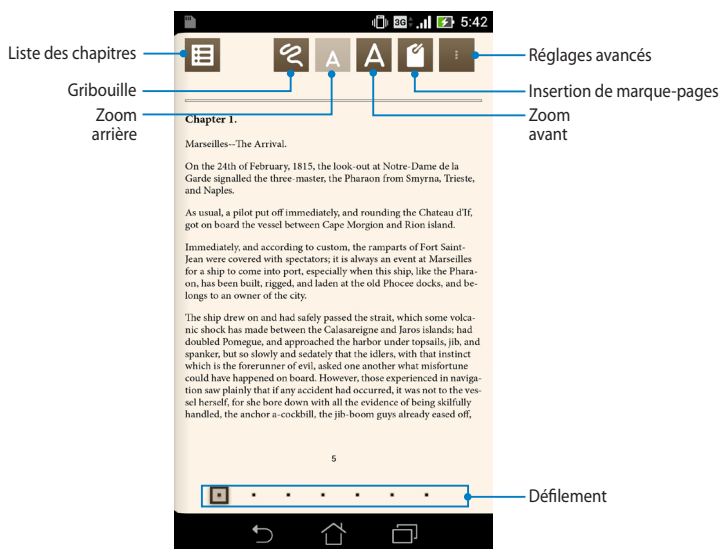 3G 5:42
Liste des chapitres
Réglages avancés
Gribouille
Insertion de marque-pages
Zoom
arrière
Zoom
avant
A
A
Chapter 1.
Marseilles--The Arrival.
On the 24th of February, 1815, the look-out at Notre-Dame de la
Garde signalled the three-master, the Pharaon from Smyrna, Trieste,
and Naples.
As usual, a pilot put off immediately, and rounding the Chateau d'If,
got on board the vessel between Cape Morgion and Rion island.
Immediately, and according to custom, the ramparts of Fort Saint-
Jean were covered with spectators; it is always an event at Marseilles
for a ship to come into port, especially when this ship, like the Phara-
on, has been built, rigged, and laden at the old Phocee docks, and be-
longs to an owner of the city.
The ship drew on and had safely passed the strait, which some volca-
nic shock has made between the Calasareigne and Jaros islands; had
doubled Pomegue, and approached the harbor under topsails, jib, and
spanker, but so slowly and sedately that the idlers, with that instinct
which is the forerunner of evil, asked one another what misfortune
could have happened on board. However, those experienced in naviga-
tion saw plainly that if any accident had occurred, it was not to the ves-
sel herself, for she bore down with all the evidence of being skilfully
handled, the anchor a-cockbill, the jib-boom guys already eased off,
5
Défilement